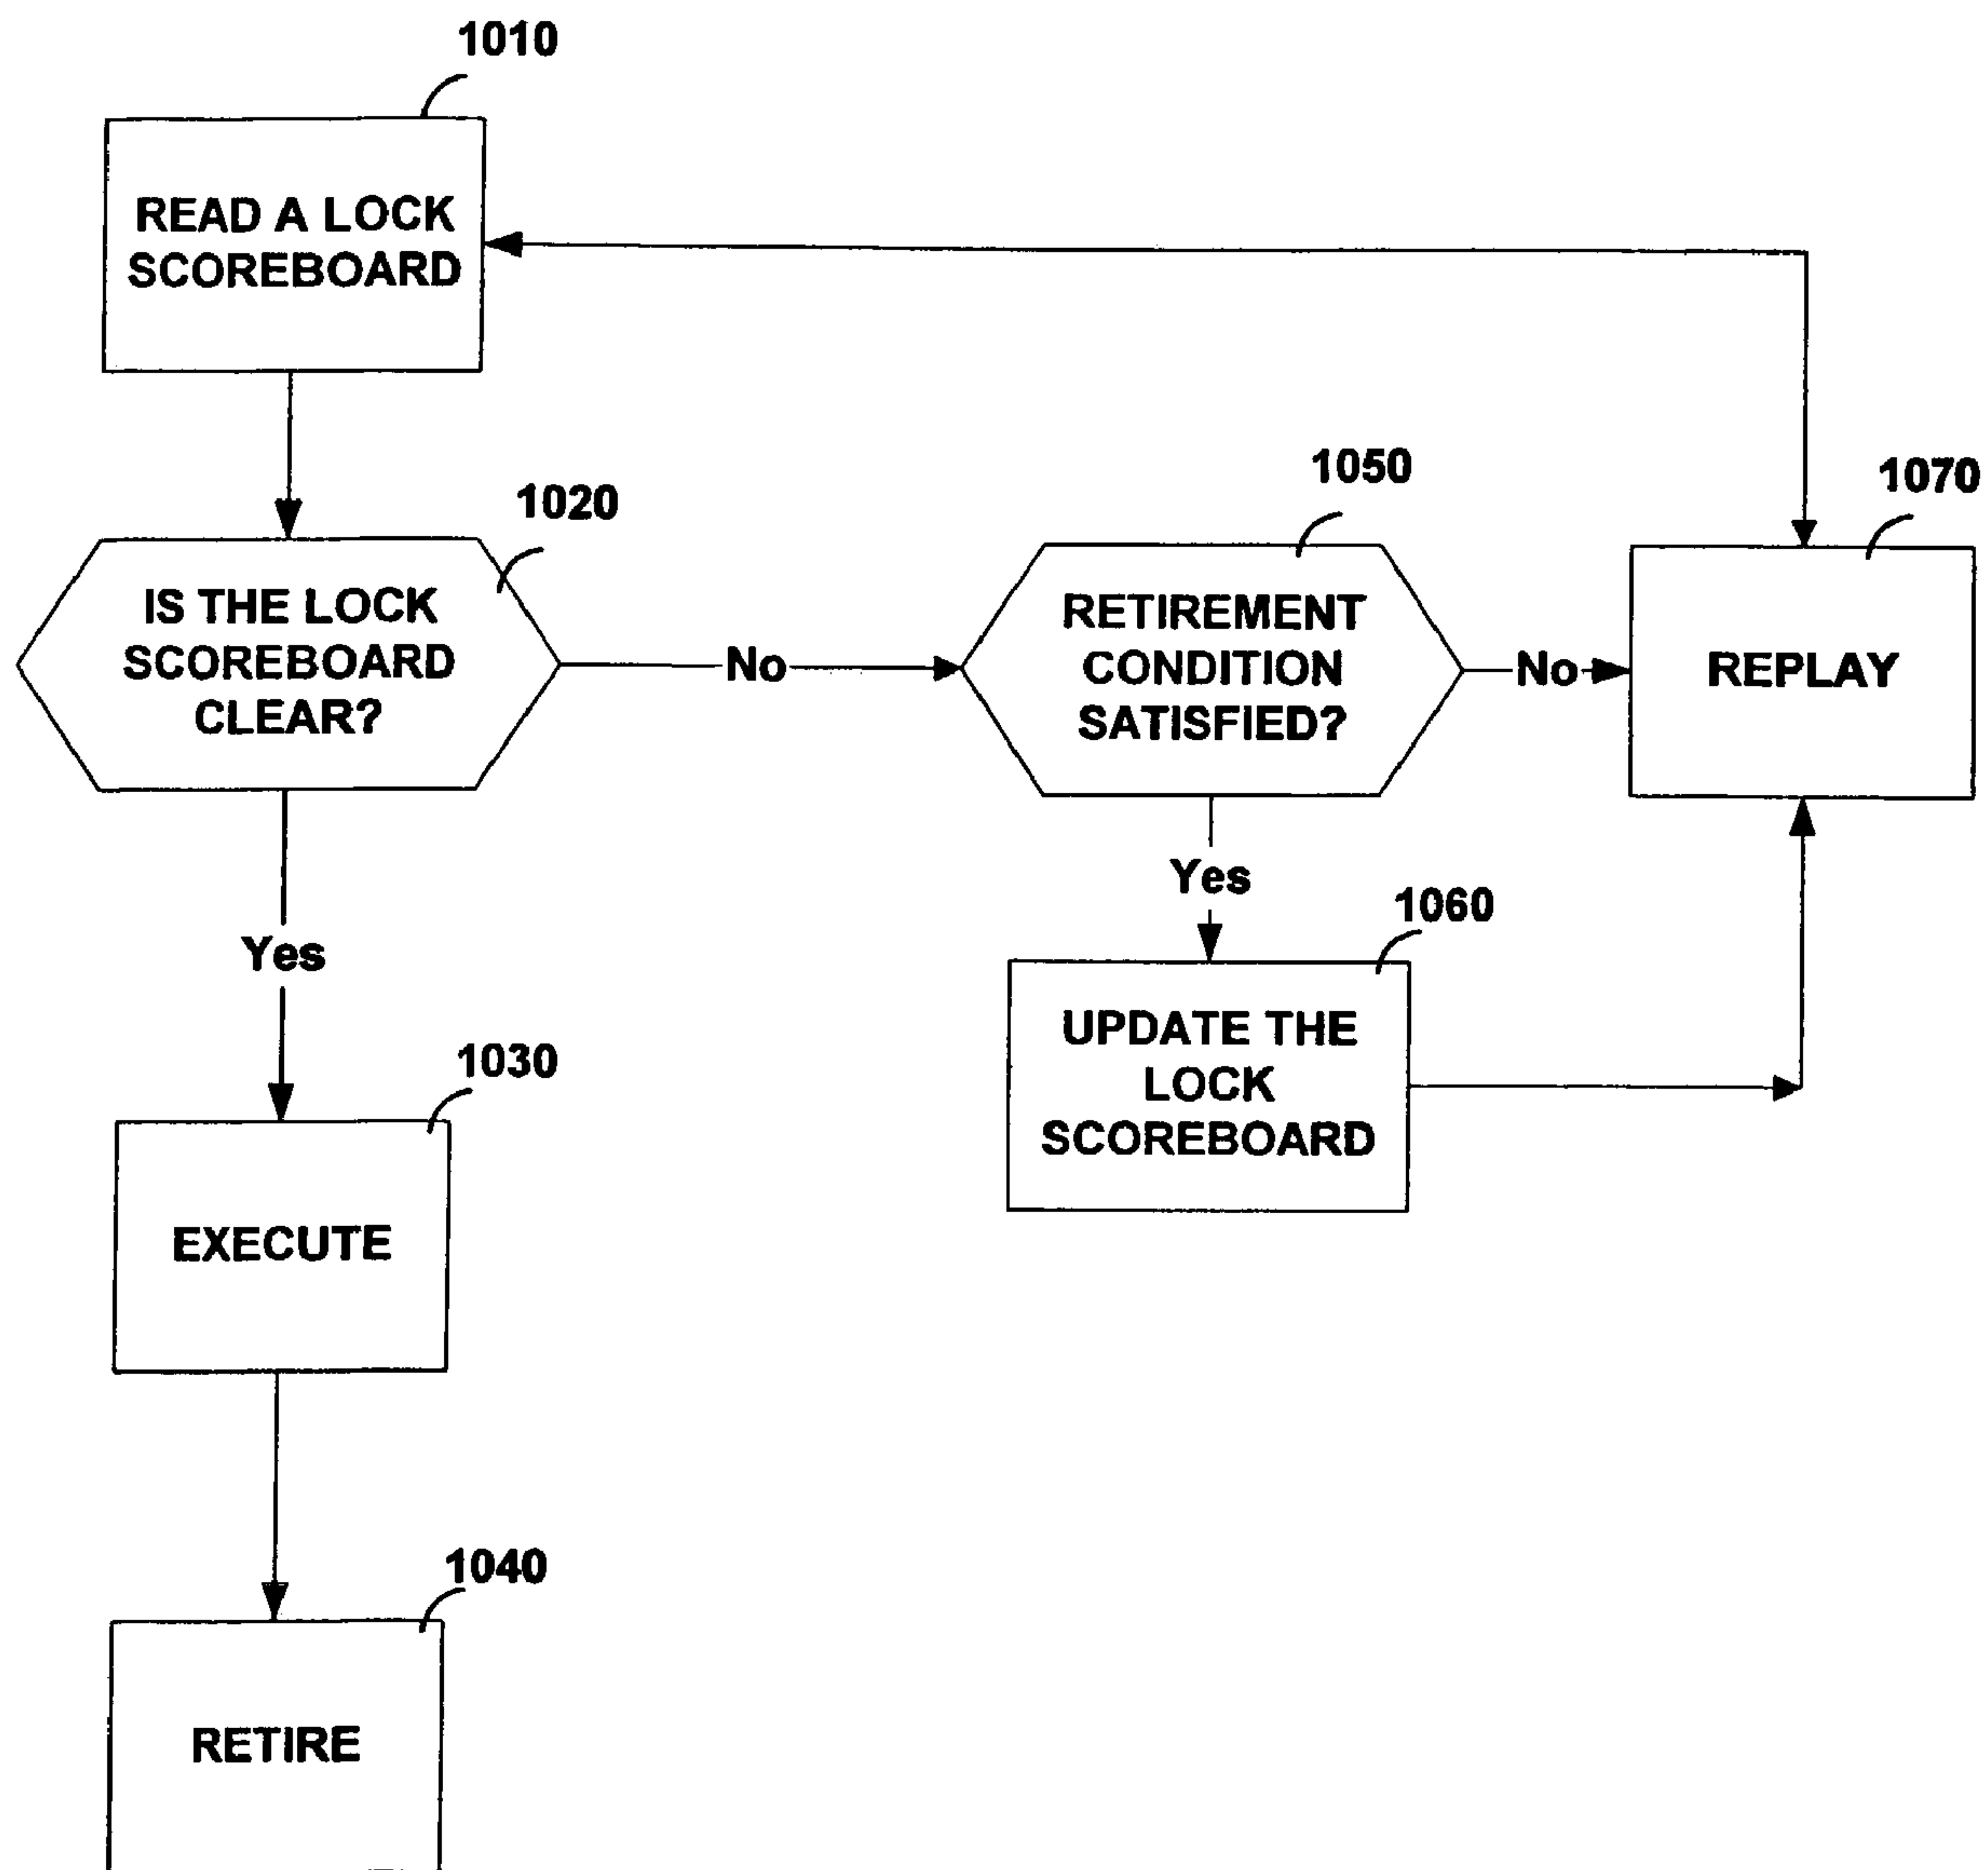 1010
READ A LOCK
SCOREBOARD
1020
IS THE LOCK
SCOREBOARD
CLEAR?
No
1050
RETIREMENT
CONDITION
SATISFIED?
No
1070
REPLAY
Yes
1060
UPDATE THE
LOCK
SCOREBOARD
Yes
1030
EXECUTE
1040
RETIRE